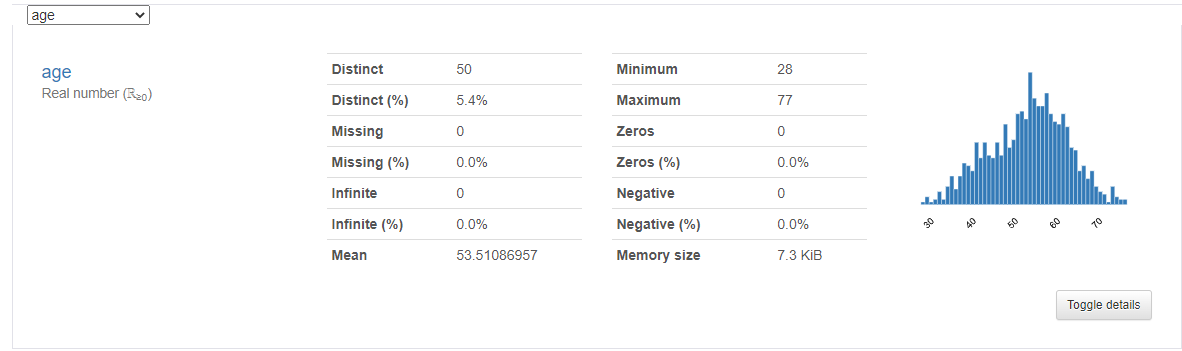 age
age
Real number (ℝ≥0)
Distinct 50
Distinct (%) 5.4%
Missing 0
Missing (%) 0.0%
Infinite 0
Infinite (%) 0.0%
Mean 53.51086957
Minimum 28
Maximum 77
Zeros 0
Zeros (%) 0.0%
Negative 0
Negative (%) 0.0%
Memory size 7.3 KiB
30 40 50 60 70
Toggle details